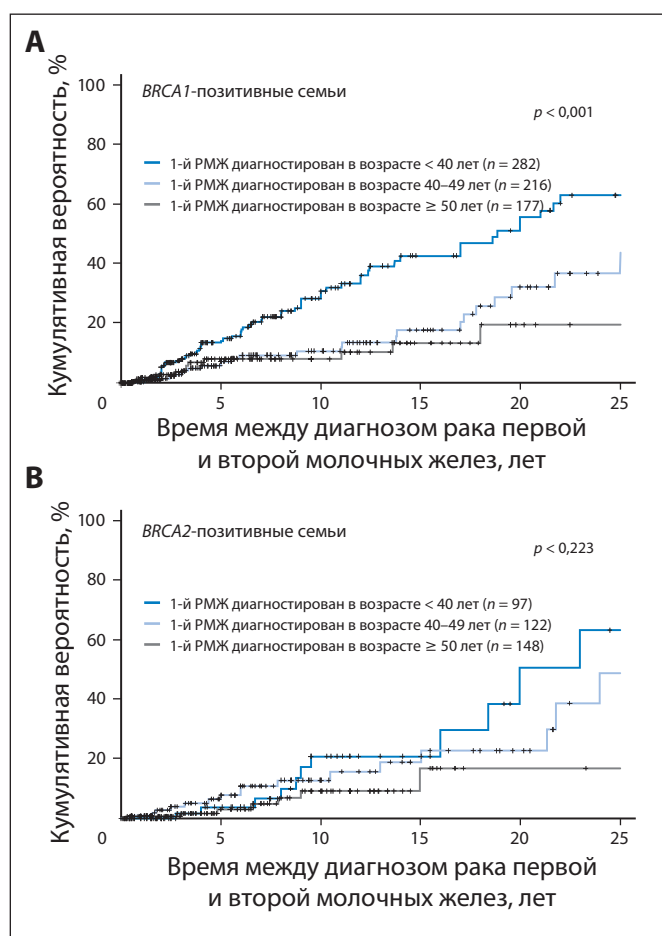 A
Кумулятивная вероятность, %
100
80
60
40
20
0
BRCA1-позитивные семьи
p < 0,001
1-й РМЖ диагностирован в возрасте < 40 лет (n = 282)
1-й РМЖ диагностирован в возрасте 40–49 лет (n = 216)
1-й РМЖ диагностирован в возрасте ≥ 50 лет (n = 177)
0 5 10 15 20 25
Время между диагнозом рака первой
и второй молочных желез, лет
B
Кумулятивная вероятность, %
100
80
60
40
20
0
BRCA2-позитивные семьи
p < 0,223
1-й РМЖ диагностирован в возрасте < 40 лет (n = 97)
1-й РМЖ диагностирован в возрасте 40–49 лет (n = 122)
1-й РМЖ диагностирован в возрасте ≥ 50 лет (n = 148)
0 5 10 15 20 25
Время между диагнозом рака первой
и второй молочных желез, лет